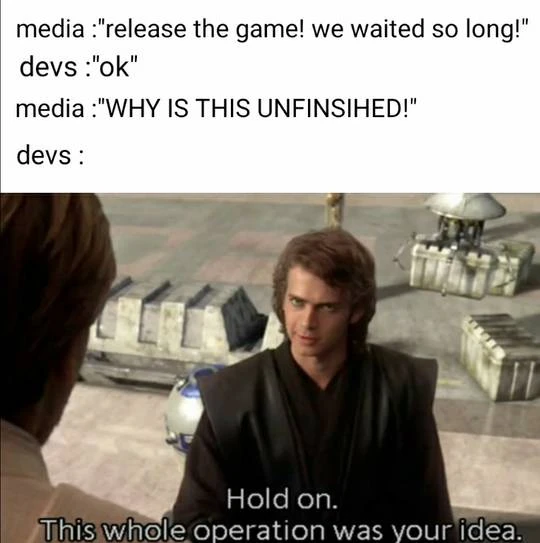 media :"release the game! we waited so long!"
devs :"ok"
media :"WHY IS THIS UNFINSIHED!"
devs :
Hold on.
This whole operation was your idea.